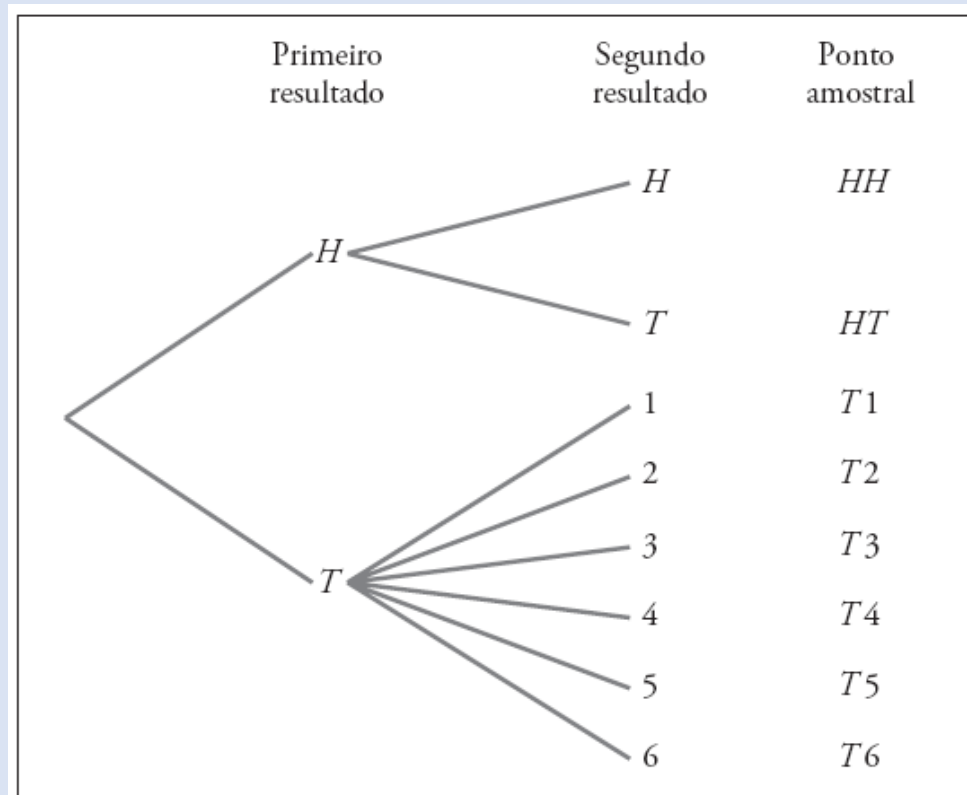 Primeiro Segundo Ponto
resultado resultado amostral
H HH
H
T HT
1 T1
2 T2
3 T3
T
4 T4
5 T5
6 T6